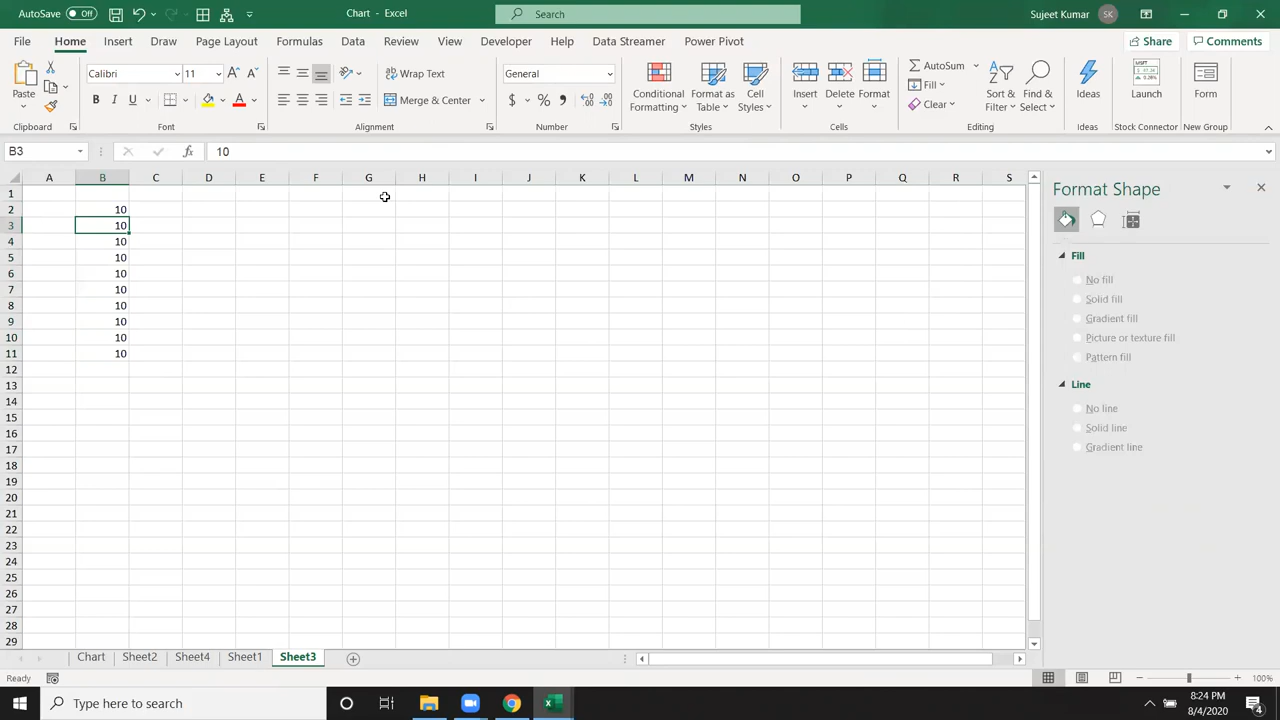 AutoSave Off Chart - Excel Search Sujeet Kumar SK
File Home Insert Draw Page Layout Formulas Data Review View Developer Help Data Streamer Power Pivot Share Comments
Paste Calibri 11 Wrap Text General Conditional Formatting Format as Table Cell Styles Insert Delete Format AutoSum Sort & Filter Find & Select Ideas Launch Form
B I U A Merge & Center $ % Fill Clear
Clipboard Font Alignment Number Styles Cells Editing Ideas Stock Connector New Group
B3 fx 10
A B C D E F G H I J K L M N O P Q R S
1
2 10
3 10
4 10
5 10
6 10
7 10
8 10
9 10
10 10
11 10
12
13
14
15
16
17
18
19
20
21
22
23
24
25
26
27
28
29
Format Shape
Fill
No fill
Solid fill
Gradient fill
Picture or texture fill
Pattern fill
Line
No line
Solid line
Gradient line
Chart Sheet2 Sheet4 Sheet1 Sheet3
Ready 100%
Type here to search 8:24 PM
8/4/2020 4